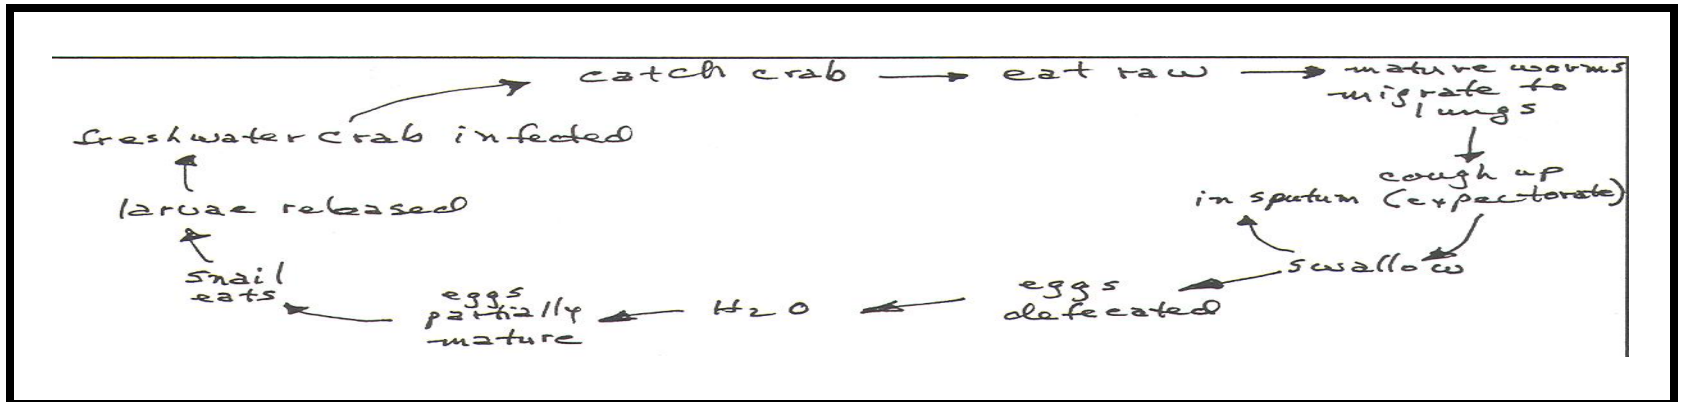 catch crab
eat raw
mature worms
migrate to
lungs
cough up
(expectorate)
in sputum
swallow
eggs
defecated
H2O
eggs
partially
mature
snail
eats
larvae released
freshwater crab infected